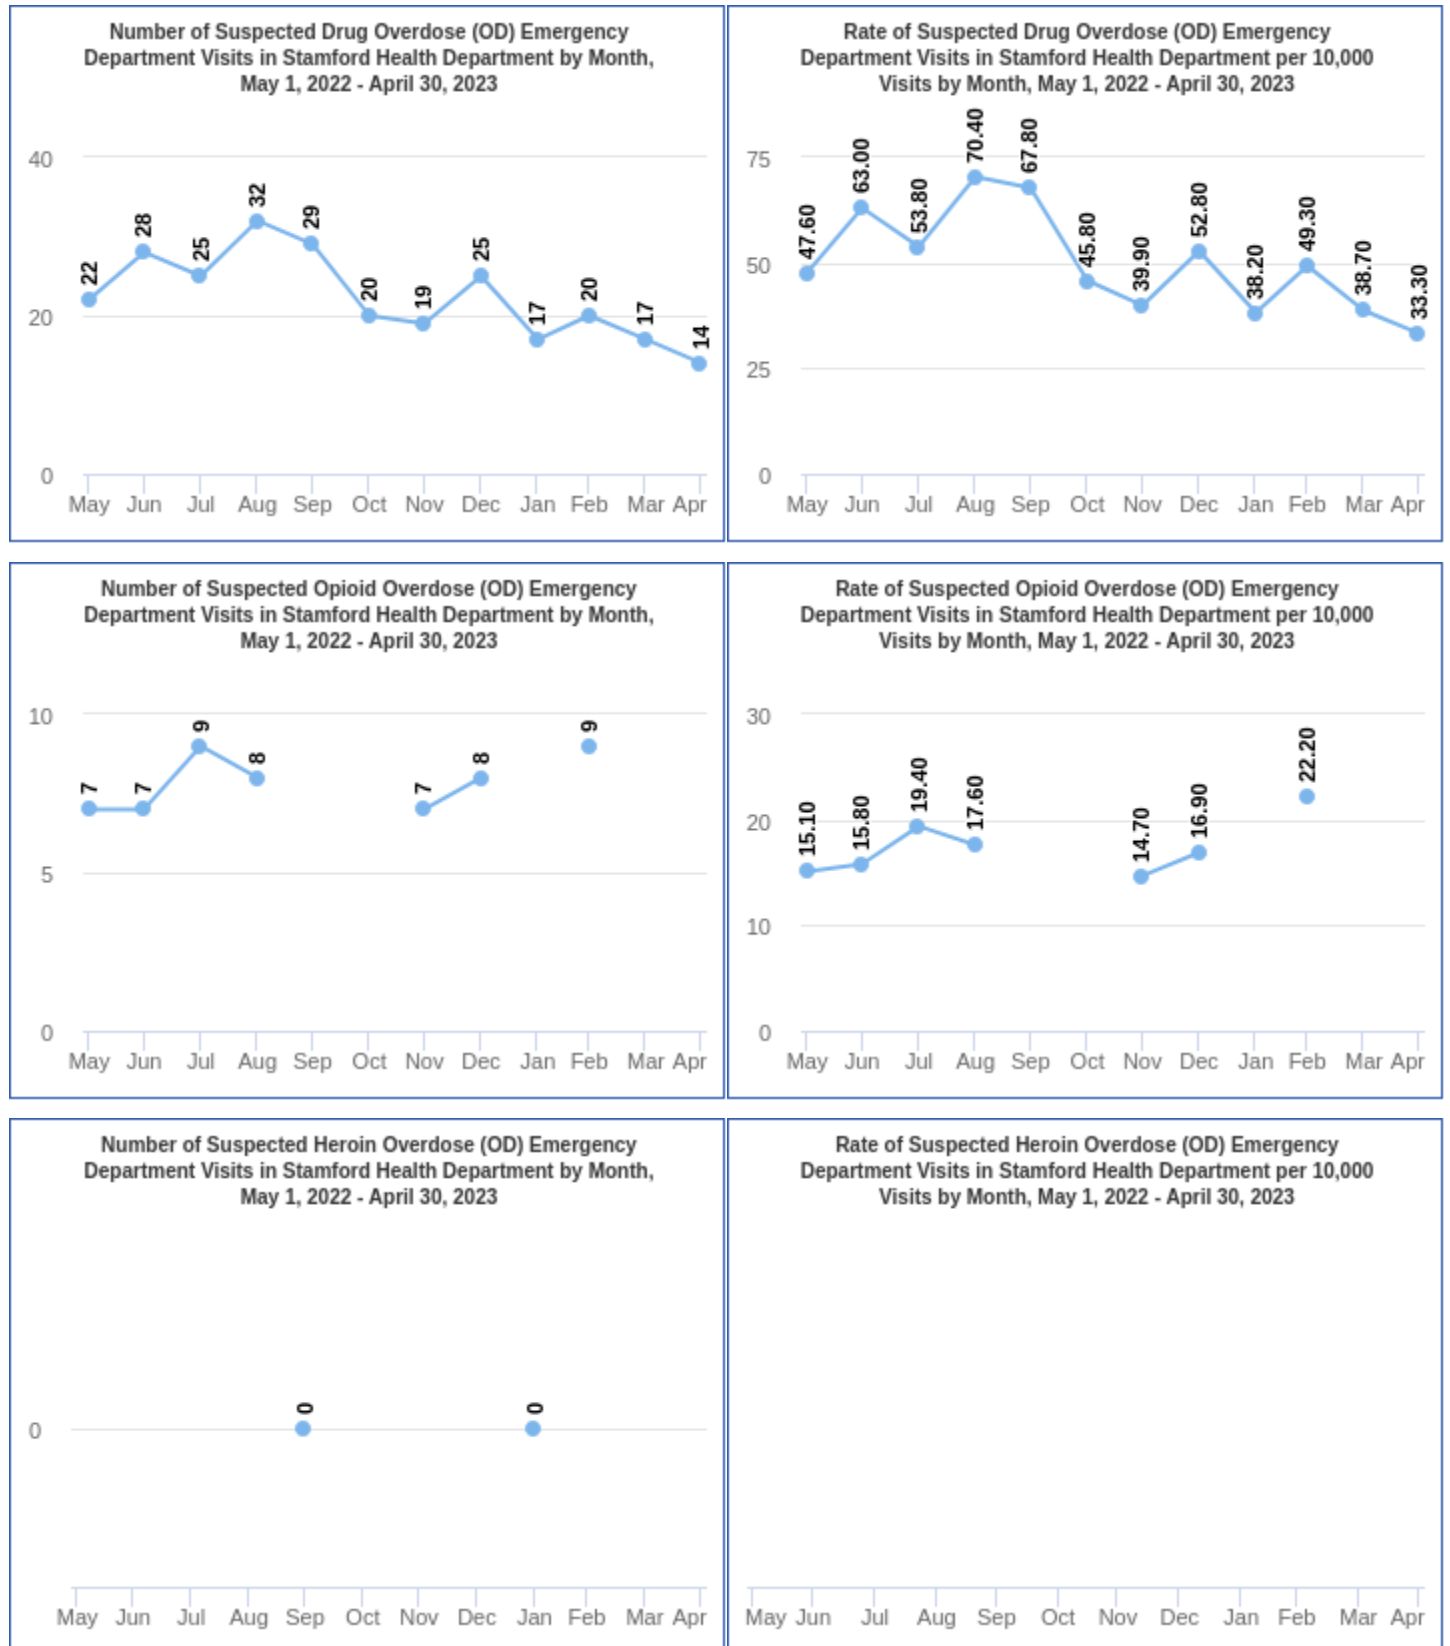 Number of Suspected Drug Overdose (OD) Emergency
Department Visits in Stamford Health Department by Month,
May 1, 2022 - April 30, 2023
40
20
0
22
28
25
32
29
20
19
25
17
20
17
14
May Jun Jul Aug Sep Oct Nov Dec Jan Feb Mar Apr
Rate of Suspected Drug Overdose (OD) Emergency
Department Visits in Stamford Health Department per 10,000
Visits by Month, May 1, 2022 - April 30, 2023
75
50
25
0
47.60
63.00
53.80
70.40
67.80
45.80
39.90
52.80
38.20
49.30
38.70
33.30
May Jun Jul Aug Sep Oct Nov Dec Jan Feb Mar Apr
Number of Suspected Opioid Overdose (OD) Emergency
Department Visits in Stamford Health Department by Month,
May 1, 2022 - April 30, 2023
10
5
0
7
7
9
8
7
8
9
May Jun Jul Aug Sep Oct Nov Dec Jan Feb Mar Apr
Rate of Suspected Opioid Overdose (OD) Emergency
Department Visits in Stamford Health Department per 10,000
Visits by Month, May 1, 2022 - April 30, 2023
30
20
10
0
15.10
15.80
19.40
17.60
14.70
16.90
22.20
May Jun Jul Aug Sep Oct Nov Dec Jan Feb Mar Apr
Number of Suspected Heroin Overdose (OD) Emergency
Department Visits in Stamford Health Department by Month,
May 1, 2022 - April 30, 2023
0
0
0
May Jun Jul Aug Sep Oct Nov Dec Jan Feb Mar Apr
Rate of Suspected Heroin Overdose (OD) Emergency
Department Visits in Stamford Health Department per 10,000
Visits by Month, May 1, 2022 - April 30, 2023
May Jun Jul Aug Sep Oct Nov Dec Jan Feb Mar Apr